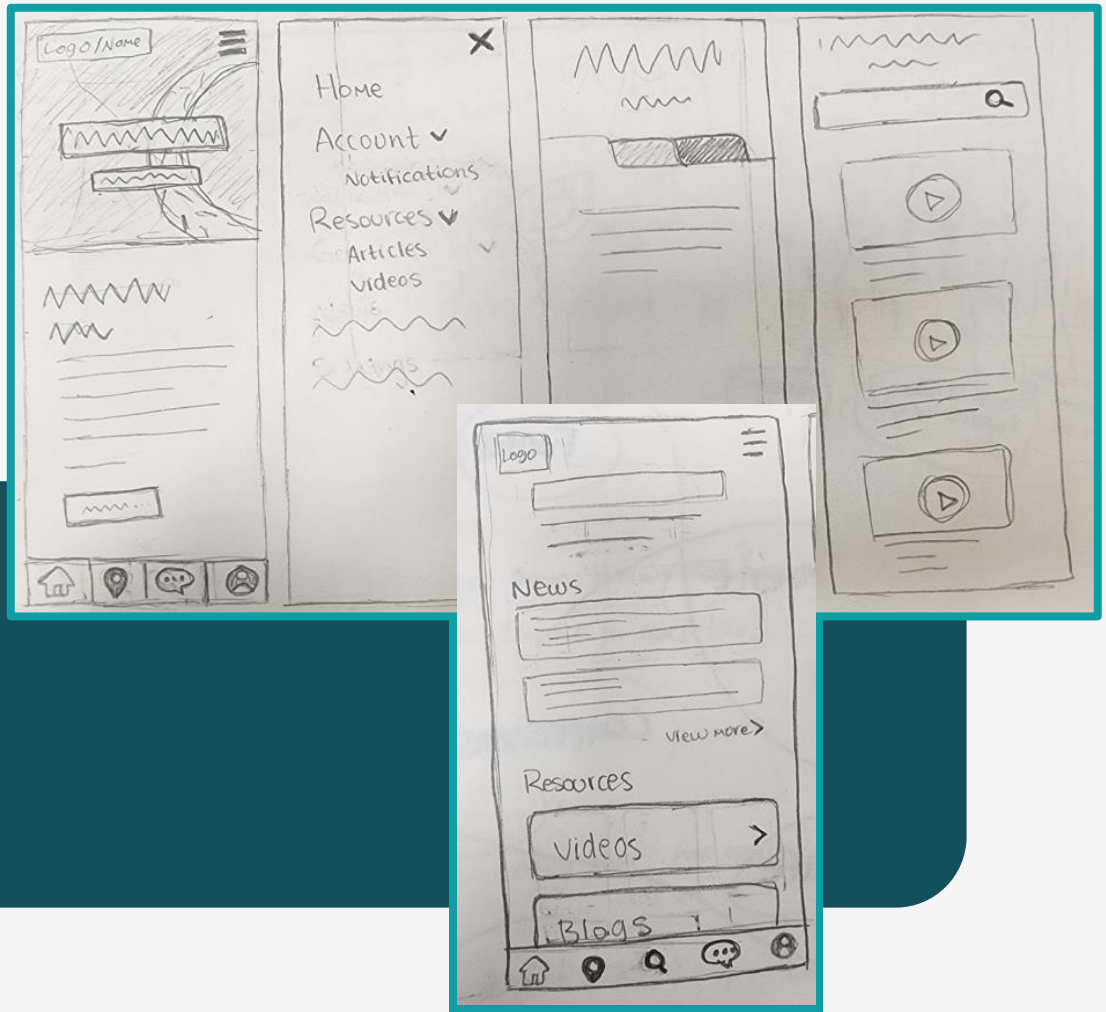 Logo/Name
Home
Account
Notifications
Resources
Articles
videos
Logo
News
view more>
Resources
videos
Blogs